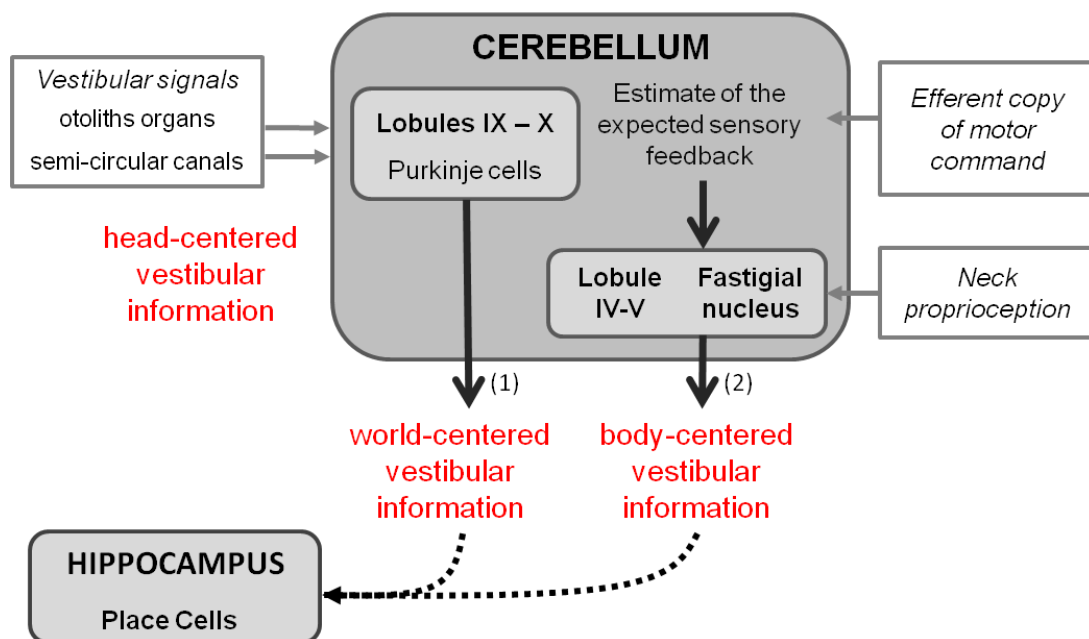 CEREBELLUM
Vestibular signals
otoliths organs
semi-circular canals
Lobules IX – X
Purkinje cells
Estimate of the
expected sensory
feedback
Efferent copy
of motor
command
head-centered
vestibular
information
Lobule
IV-V
Fastigial
nucleus
Neck
proprioception
(1)
(2)
world-centered
vestibular
information
body-centered
vestibular
information
HIPPOCAMPUS
Place Cells